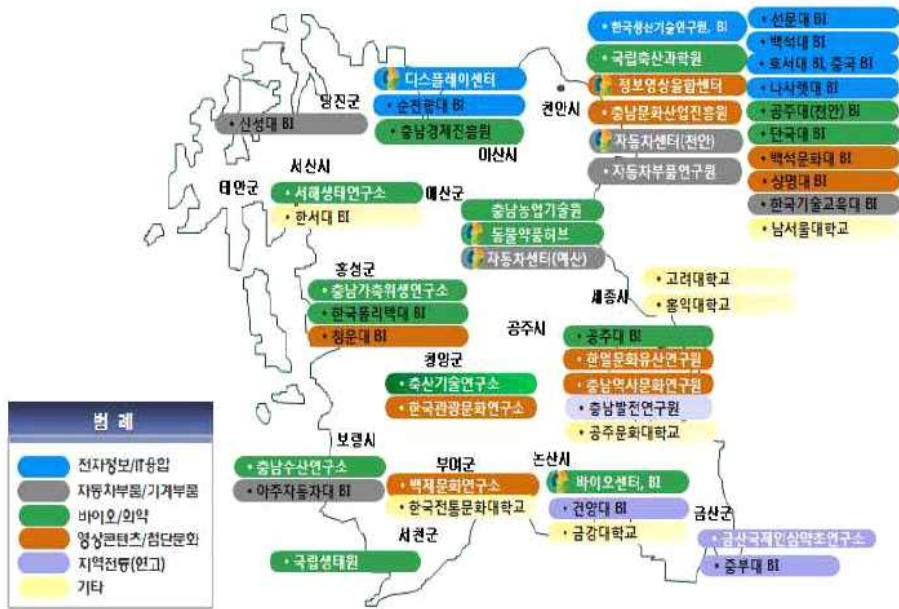 • 한국생산기술연구원, BI
• 국립축산과학원
정보영상융합센터
• 충남문화산업진흥원
자동차센터(천안)
• 자동차부품연구원
• 선문대 BI
• 백석대 BI
• 호서대 BI, 중국 BI
• 나사렛대 BI
• 공주대(천안) BI
• 단국대 BI
• 백석문화대 BI
• 상명대 BI
• 한국기술교육대 BI
• 남서울대학교
천안시
디스플레이센터
• 순천향대 BI
• 충남경제진흥원
아산시
당진군
• 신성대 BI
서산시
태안군
• 서해생태연구소
• 한서대 BI
예산군
충남농업기술원
동물약품허브
자동차센터(예산)
홍성군
• 충남가축위생연구소
• 한국폴리텍대 BI
• 청운대 BI
세종시
• 고려대학교
• 홍익대학교
공주시
• 공주대 BI
• 한얼문화유산연구원
• 충남역사문화연구원
• 충남발전연구원
• 공주문화대학교
청양군
• 축산기술연구소
• 한국관광문화연구소
보령시
• 충남수산연구소
• 아주자동차대 BI
부여군
• 백제문화연구소
• 한국전통문화대학교
서천군
• 국립생태원
논산시
바이오센터, BI
• 건양대 BI
• 금강대학교
금산군
• 금산국제인삼약초연구소
• 중부대 BI
범 례
전자정보/IT융합
자동차부품/기계부품
바이오/의약
영상콘텐츠/첨단문화
지역전통(연고)
기타